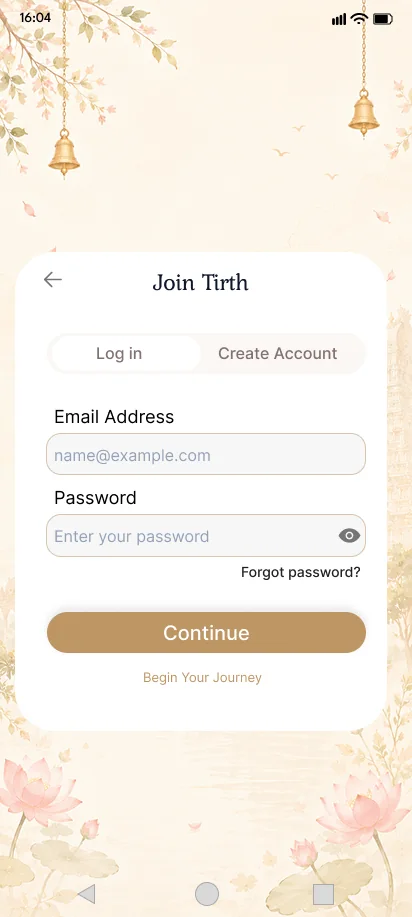 16:04
Join Tirth
Log in
Create Account
Email Address
name@example.com
Password
Enter your password
Forgot password?
Continue
Begin Your Journey